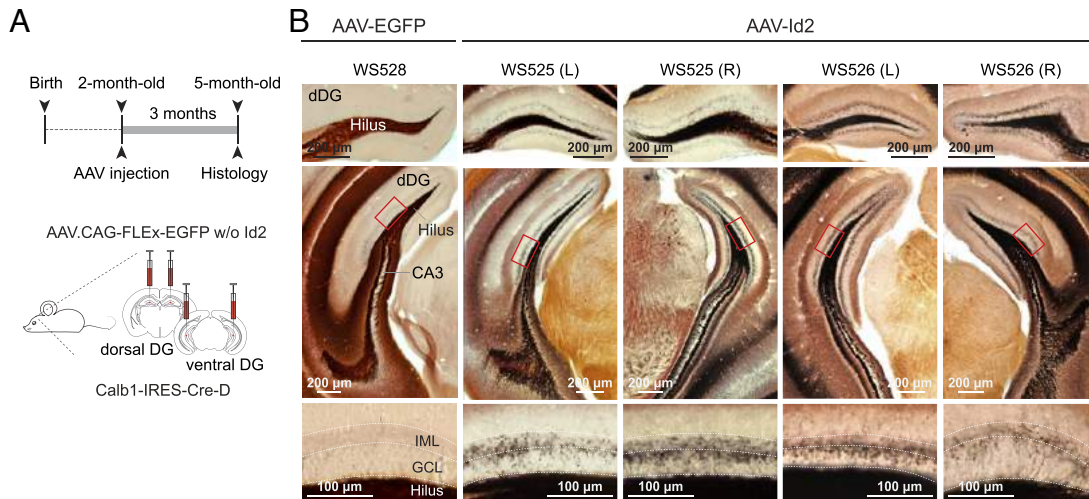 A
Birth
2-month-old
5-month-old
3 months
AAV injection
Histology
AAV.CAG-FLEx-EGFP w/o Id2
dorsal DG
ventral DG
Calb1-IRES-Cre-D
B
AAV-EGFP
AAV-Id2
WS528
WS525 (L)
WS525 (R)
WS526 (L)
WS526 (R)
dDG
Hilus
200 µm
200 µm
200 µm
200 µm
200 µm
dDG
Hilus
CA3
200 µm
200 µm
200 µm
200 µm
200 µm
IML
GCL
Hilus
100 µm
100 µm
100 µm
100 µm
100 µm